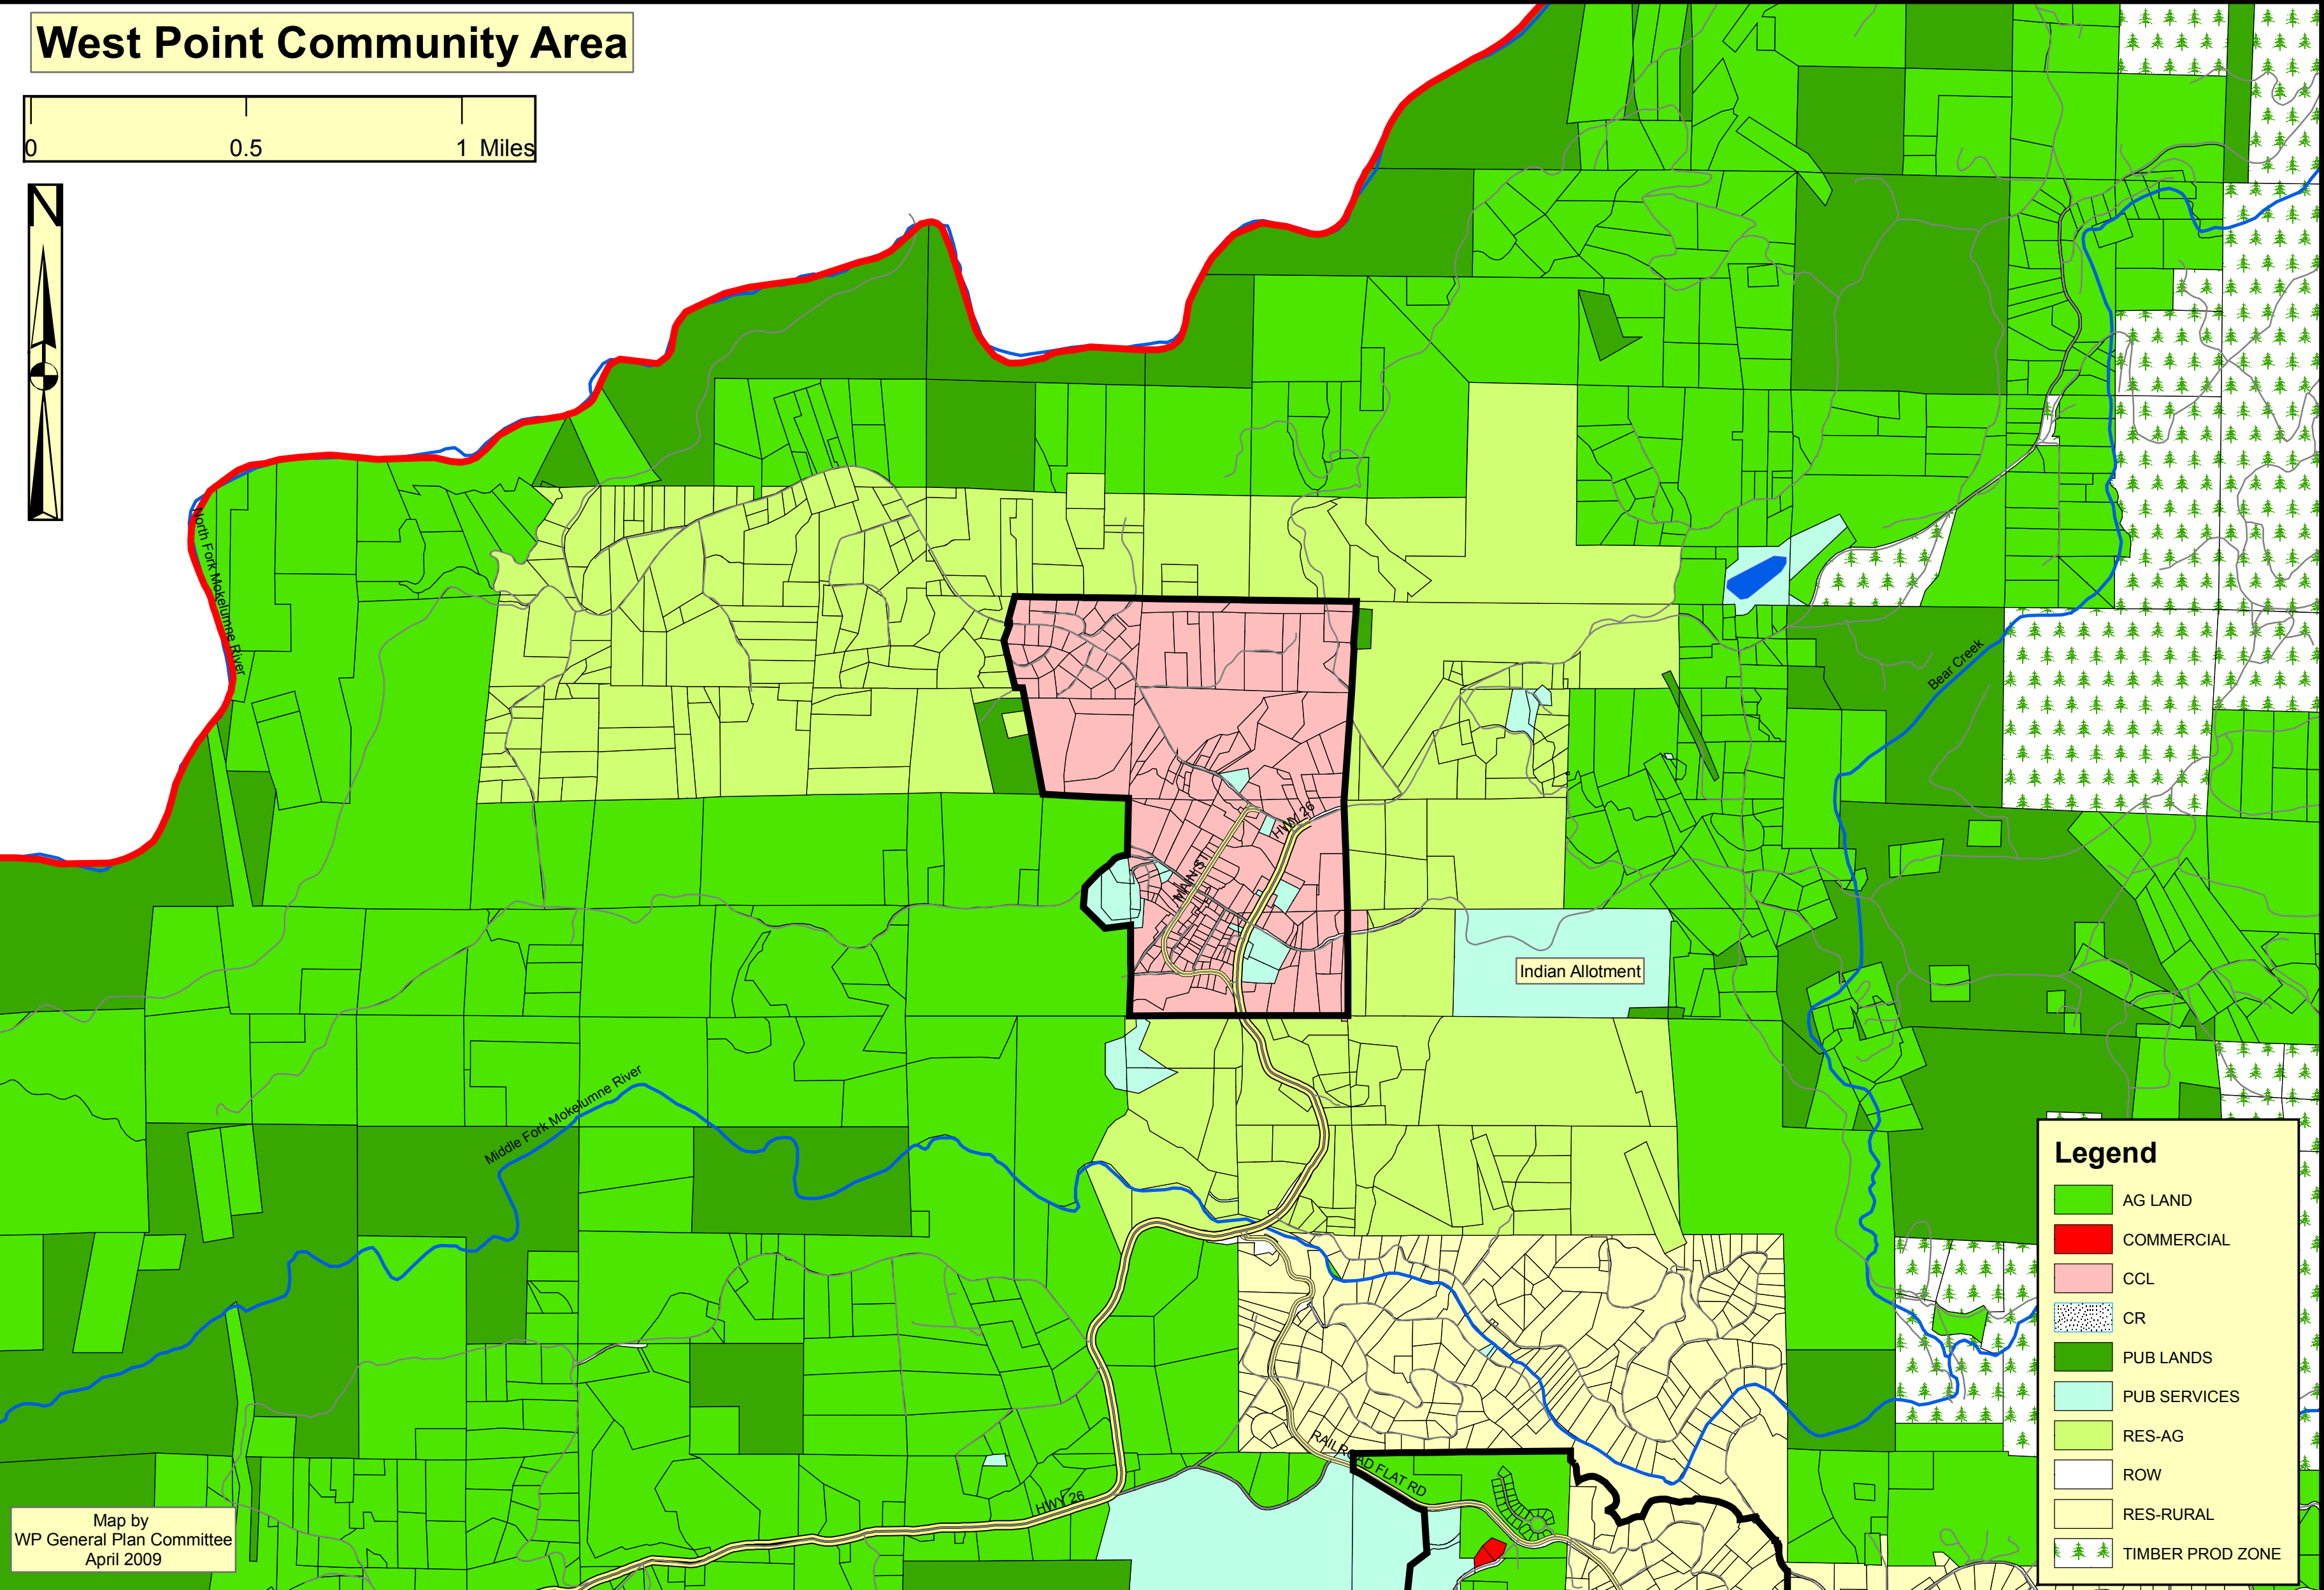 West Point Community Area
0 0.5 1 Miles
N
North Fork Mokelumne River
Bear Creek
HWY 26
MAIN ST
Indian Allotment
Middle Fork Mokelumne River
RAILROAD FLAT RD
HWY 26
Legend
AG LAND
COMMERCIAL
CCL
CR
PUB LANDS
PUB SERVICES
RES-AG
ROW
RES-RURAL
TIMBER PROD ZONE
Map by
WP General Plan Committee
April 2009